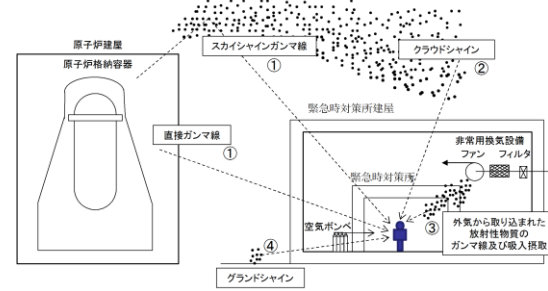 原子炉建屋
原子炉格納容器
スカイシャインガンマ線
①
クラウドシャイン
②
緊急時対策所建屋
直接ガンマ線
①
非常用換気設備
ファン フィルタ
緊急時対策所
空気ボンベ
③
外気から取り込まれた
放射性物質の
ガンマ線及び吸入摂取
④
グランドシャイン